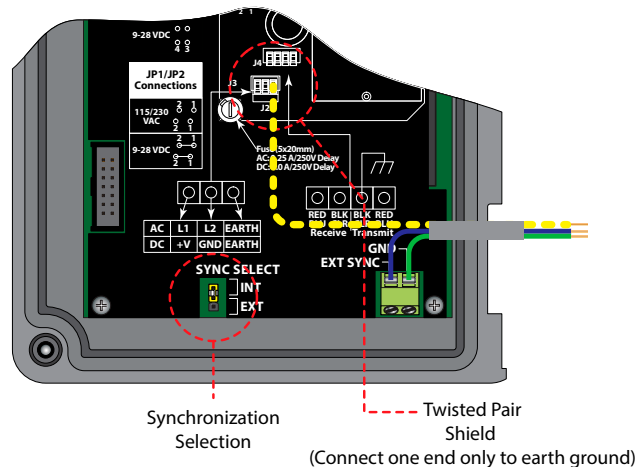 2 1
9-28 VDC
4 3
J4
JP1/JP2
Connections
J3
2 1
115/230
VAC
2 1
J2
Fuse (5x20mm)
AC: .25 A/250V Delay
DC: .0 A/250V Delay
2 1
9-28 VDC
2 1
RED BLK BLK RED
Receive Transmit
AC L1 L2 EARTH
DC +V GND EARTH
GND
EXT SYNC
SYNC SELECT
INT
EXT
Synchronization
Selection
Twisted Pair
Shield
(Connect one end only to earth ground)